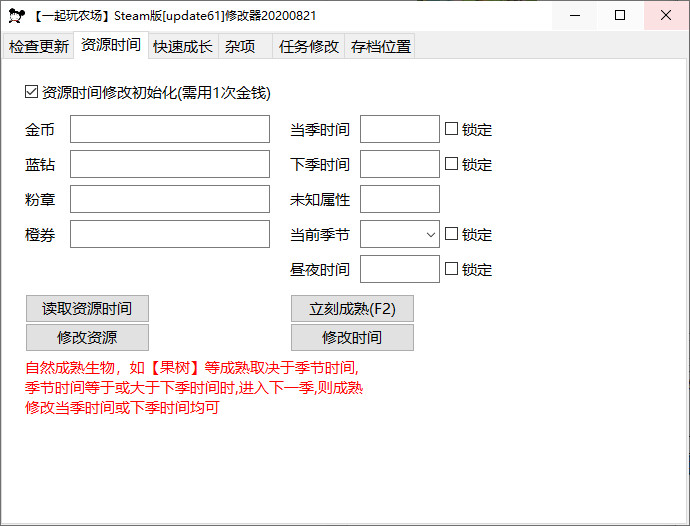 【一起玩农场】Steam版[update61]修改器20200821
检查更新 资源时间 快速成长 杂项 任务修改 存档位置
资源时间修改初始化(需用1次金钱)
金币 当季时间 锁定
蓝钻 下季时间 锁定
粉章 未知属性
橙券 当前季节 锁定
昼夜时间 锁定
读取资源时间 立刻成熟(F2)
修改资源 修改时间
自然成熟生物，如【果树】等成熟取决于季节时间,
季节时间等于或大于下季时间时,进入下一季,则成熟
修改当季时间或下季时间均可